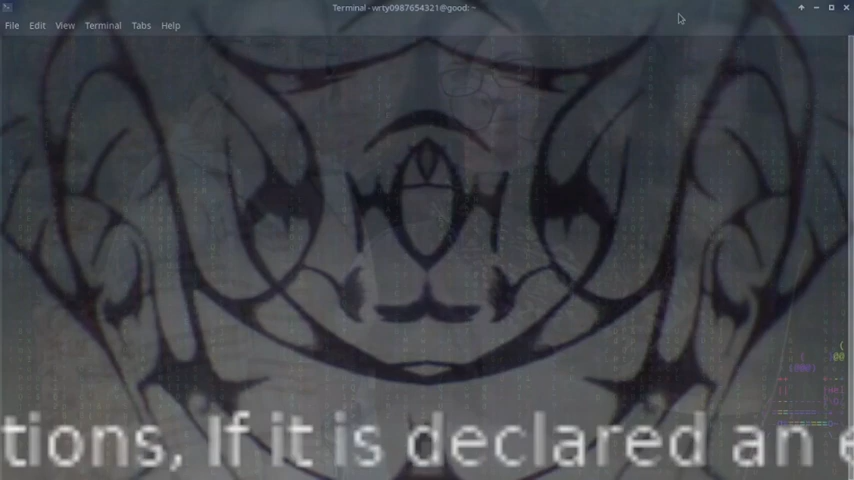 Terminal - wrty0987654321@good: ~
File Edit View Terminal Tabs Help
tions, If it is declared an e